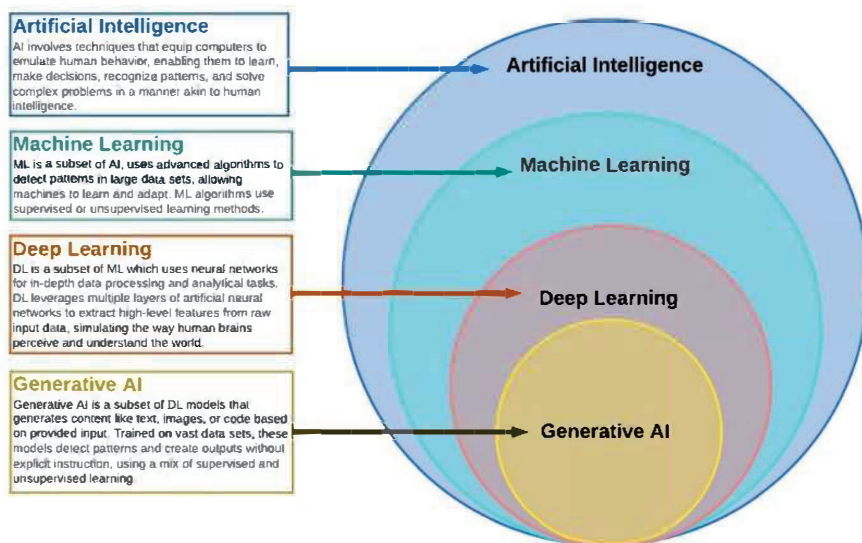 Artificial Intelligence
AI involves techniques that equip computers to
emulate human behavior, enabling them to learn,
make decisions, recognize patterns, and solve
complex problems in a manner akin to human
intelligence.
Machine Learning
ML is a subset of AI, uses advanced algorithms to
detect patterns in large data sets, allowing
machines to learn and adapt. ML algorithms use
supervised or unsupervised learning methods.
Deep Learning
DL is a subset of ML which uses neural networks
for in-depth data processing and analytical tasks.
DL leverages multiple layers of artificial neural
networks to extract high-level features from raw
input data, simulating the way human brains
perceive and understand the world.
Generative AI
Generative AI is a subset of DL models that
generates content like text, images, or code based
on provided input. Trained on vast data sets, these
models detect patterns and create outputs without
explicit instruction, using a mix of supervised and
unsupervised learning
Artificial Intelligence
Machine Learning
Deep Learning
Generative AI